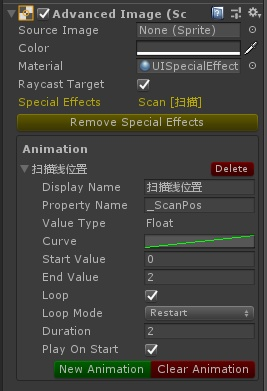 Advanced Image (Sc
Source Image None (Sprite)
Color
Material UISpecialEffect
Raycast Target
Special Effects Scan [扫描]
Remove Special Effects
Animation
扫描线位置 Delete
Display Name 扫描线位置
Property Name _ScanPos
Value Type Float
Curve
Start Value 0
End Value 2
Loop
Loop Mode Restart
Duration 2
Play On Start
New Animation Clear Animation